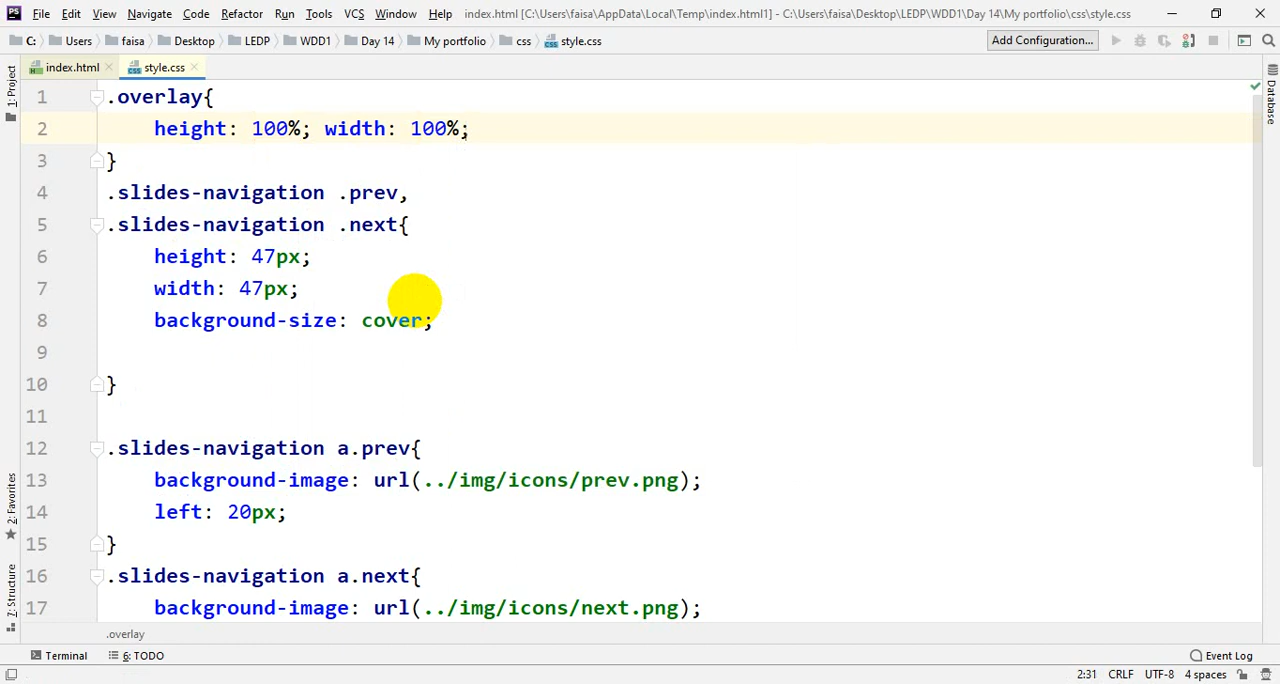 File Edit View Navigate Code Refactor Run Tools VCS Window Help index.html [C:\Users\faisa\AppData\Local\Temp\index.html1] - C:\Users\faisa\Desktop\LEDP\WDD1\Day 14\My portfolio\css\style.css
C: Users faisa Desktop LEDP WDD1 Day 14 My portfolio css style.css Add Configuration...
index.html style.css
1: Project
Database
1 .overlay{
2 height: 100%; width: 100%;
3 }
4 .slides-navigation .prev,
5 .slides-navigation .next{
6 height: 47px;
7 width: 47px;
8 background-size: cover;
9
10 }
11
12 .slides-navigation a.prev{
13 background-image: url(../img/icons/prev.png);
14 left: 20px;
15 }
16 .slides-navigation a.next{
17 background-image: url(../img/icons/next.png);
2: Favorites
Z: Structure
.overlay
Terminal 6: TODO Event Log
2:31 CRLF UTF-8 4 spaces